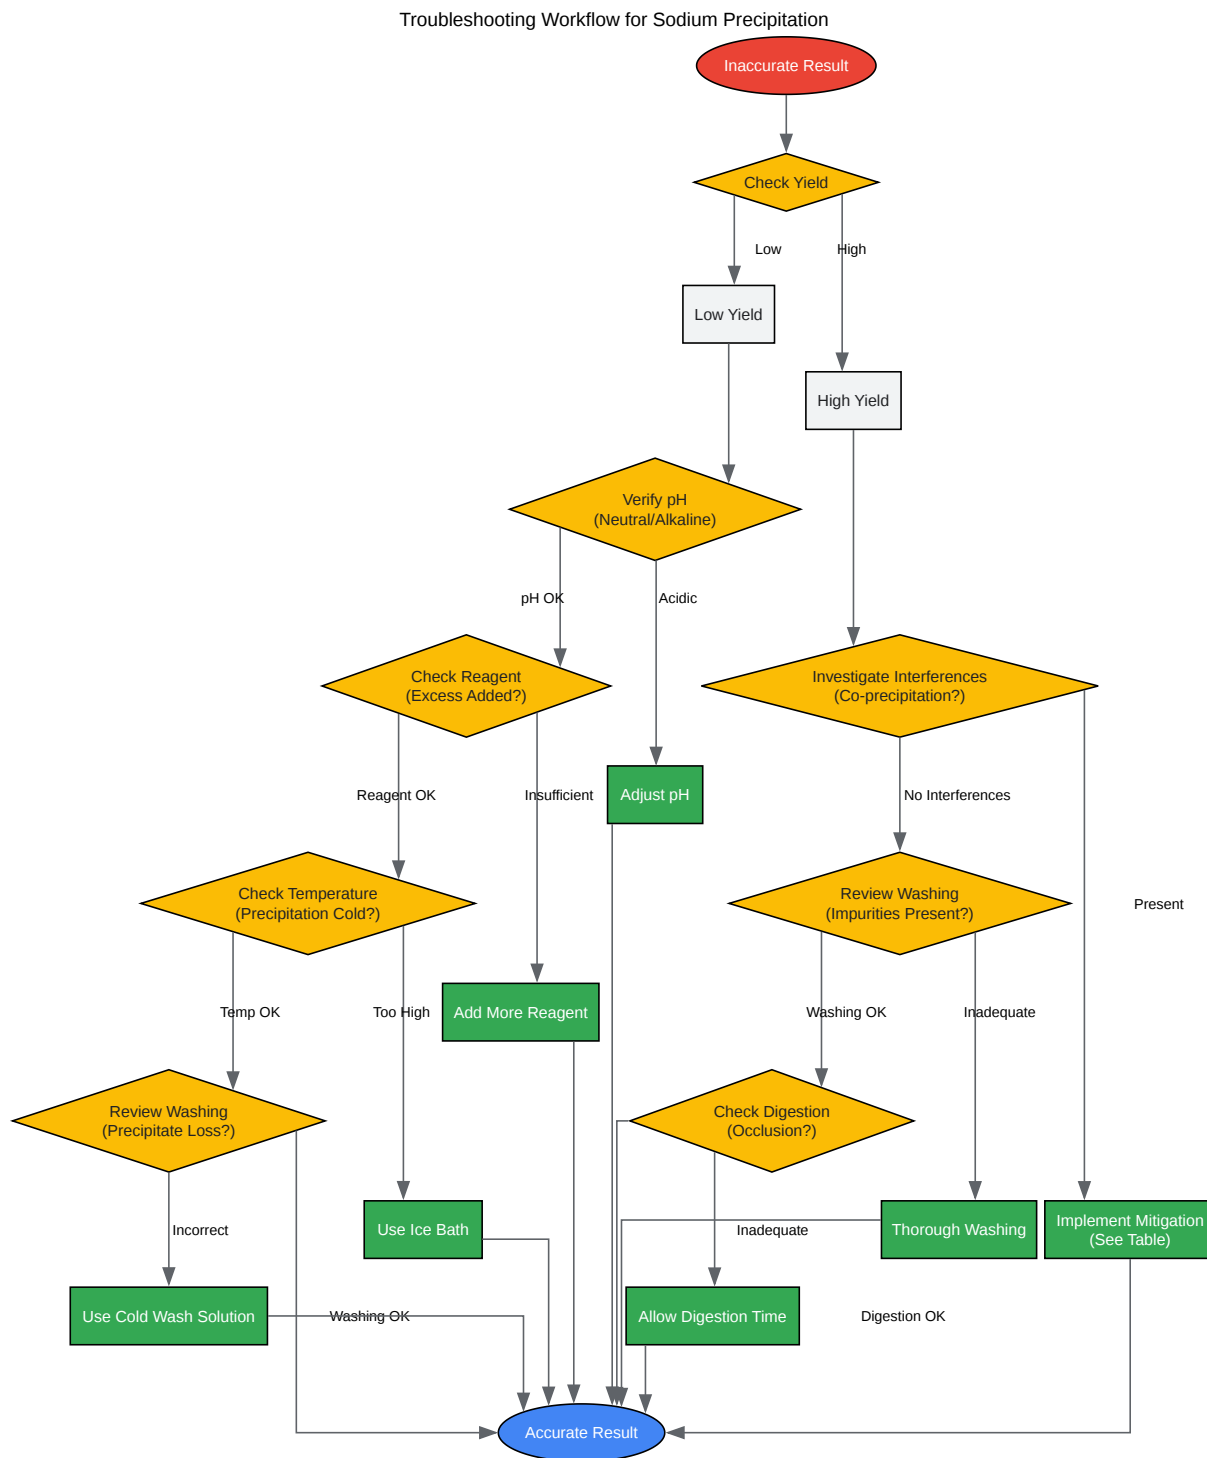 Troubleshooting Workflow for Sodium Precipitation
Inaccurate Result
Check Yield
Low
High
Low Yield
High Yield
Verify pH
(Neutral/Alkaline)
pH OK
Acidic
Check Reagent
(Excess Added?)
Investigate Interferences
(Co-precipitation?)
Reagent OK
Insufficient
Adjust pH
No Interferences
Check Temperature
(Precipitation Cold?)
Review Washing
(Impurities Present?)
Present
Temp OK
Too High
Add More Reagent
Washing OK
Inadequate
Review Washing
(Precipitate Loss?)
Check Digestion
(Occlusion?)
Incorrect
Use Ice Bath
Inadequate
Thorough Washing
Implement Mitigation
(See Table)
Use Cold Wash Solution
Washing OK
Allow Digestion Time
Digestion OK
Accurate Result